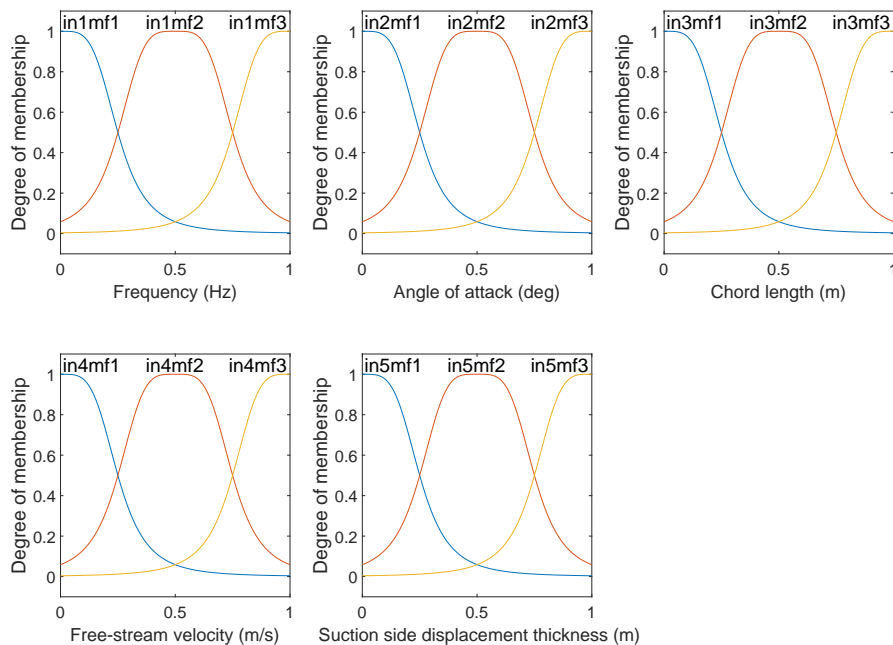 in1mf1 in1mf2 in1mf3
1
0.8
0.6
0.4
0.2
0
Degree of membership
0 0.5 1
Frequency (Hz)
in2mf1 in2mf2 in2mf3
1
0.8
0.6
0.4
0.2
0
Degree of membership
0 0.5 1
Angle of attack (deg)
in3mf1 in3mf2 in3mf3
1
0.8
0.6
0.4
0.2
0
Degree of membership
0 0.5 1
Chord length (m)
in4mf1 in4mf2 in4mf3
1
0.8
0.6
0.4
0.2
0
Degree of membership
0 0.5 1
Free-stream velocity (m/s)
in5mf1 in5mf2 in5mf3
1
0.8
0.6
0.4
0.2
0
Degree of membership
0 0.5 1
Suction side displacement thickness (m)